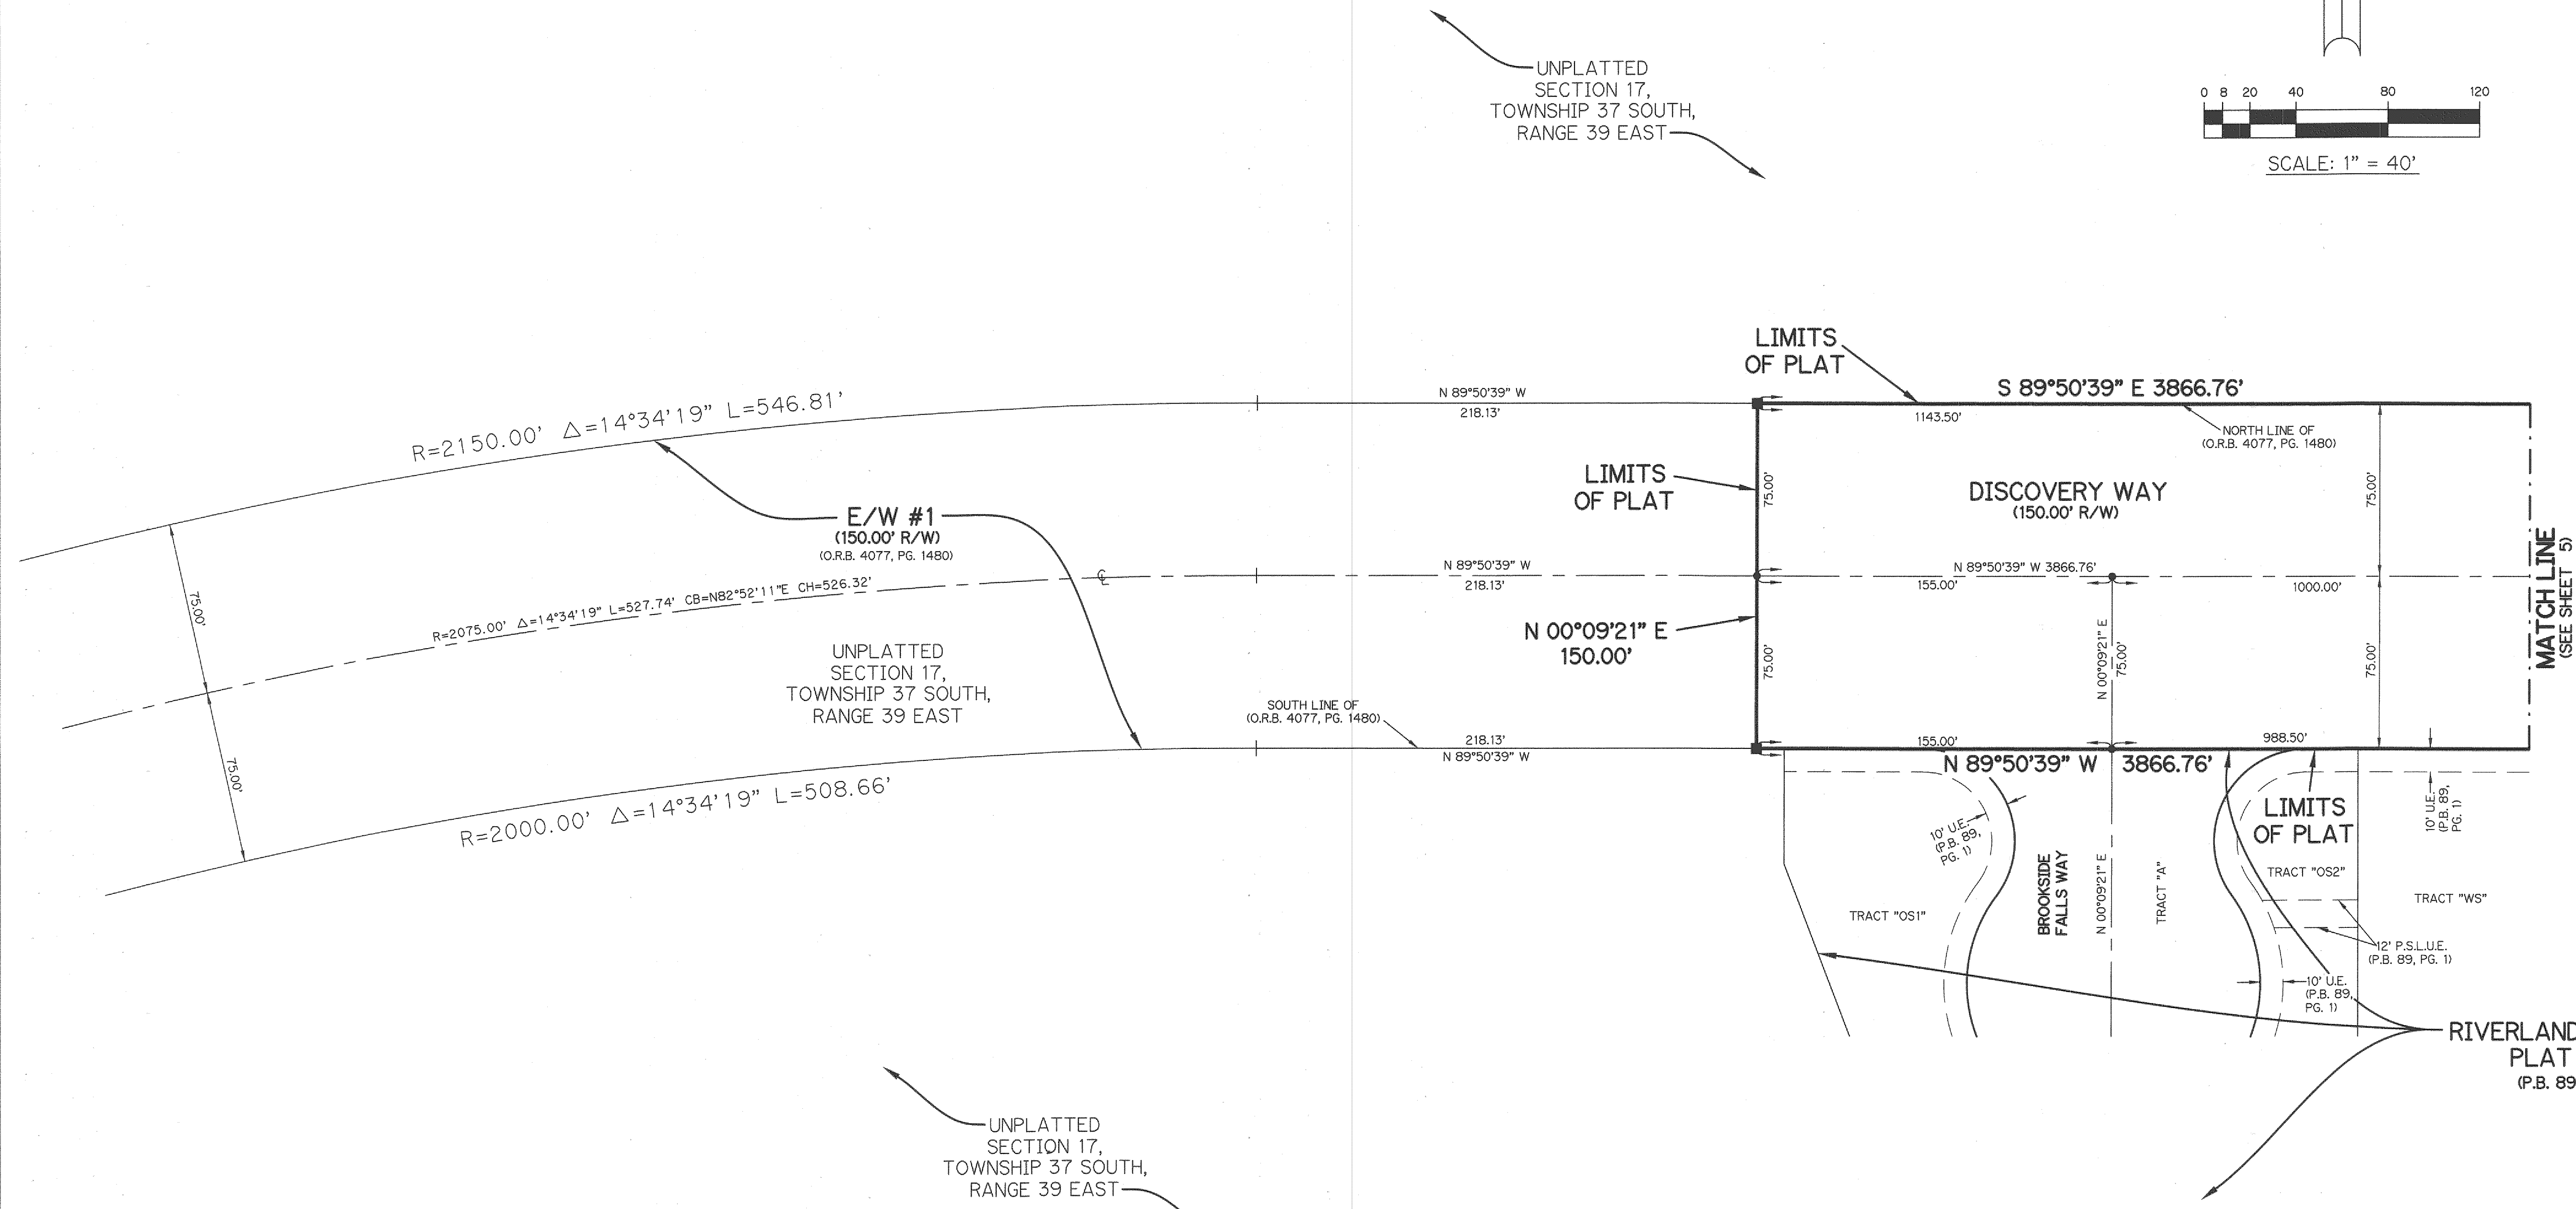 UNPLATTED
SECTION 17,
TOWNSHIP 37 SOUTH,
RANGE 39 EAST
0 8 20 40 80 120
SCALE: 1" = 40'
LIMITS
OF PLAT
S 89°50'39" E 3866.76'
N 89°50'39" W
218.13'
1143.50'
NORTH LINE OF
(O.R.B. 4077, PG. 1480)
R=2150.00' Δ=14°34'19" L=546.81'
LIMITS
OF PLAT
75.00'
DISCOVERY WAY
(150.00' R/W)
75.00'
E/W #1
(150.00' R/W)
(O.R.B. 4077, PG. 1480)
MATCH LINE
(SEE SHEET 5)
℄
N 89°50'39" W
218.13'
N 89°50'39" W 3866.76'
155.00'
1000.00'
75.00'
R=2075.00' Δ=14°34'19" L=527.74' CB=N82°52'11"E CH=526.32'
N 00°09'21" E
150.00'
75.00'
N 00°09'21" E
75.00'
75.00'
UNPLATTED
SECTION 17,
TOWNSHIP 37 SOUTH,
RANGE 39 EAST
SOUTH LINE OF
(O.R.B. 4077, PG. 1480)
218.13'
N 89°50'39" W
155.00'
988.50'
N 89°50'39" W 3866.76'
75.00'
R=2000.00' Δ=14°34'19" L=508.66'
LIMITS
OF PLAT
10' U.E.
(P.B. 89,
PG. 1)
10' U.E.
(P.B. 89,
PG. 1)
BROOKSIDE
FALLS WAY
N 00°09'21" E
TRACT "A"
TRACT "OS2"
TRACT "WS"
TRACT "OS1"
12' P.S.L.U.E.
(P.B. 89, PG. 1)
10' U.E.
(P.B. 89,
PG. 1)
RIVERLAND
PLAT
(P.B. 89
UNPLATTED
SECTION 17,
TOWNSHIP 37 SOUTH,
RANGE 39 EAST